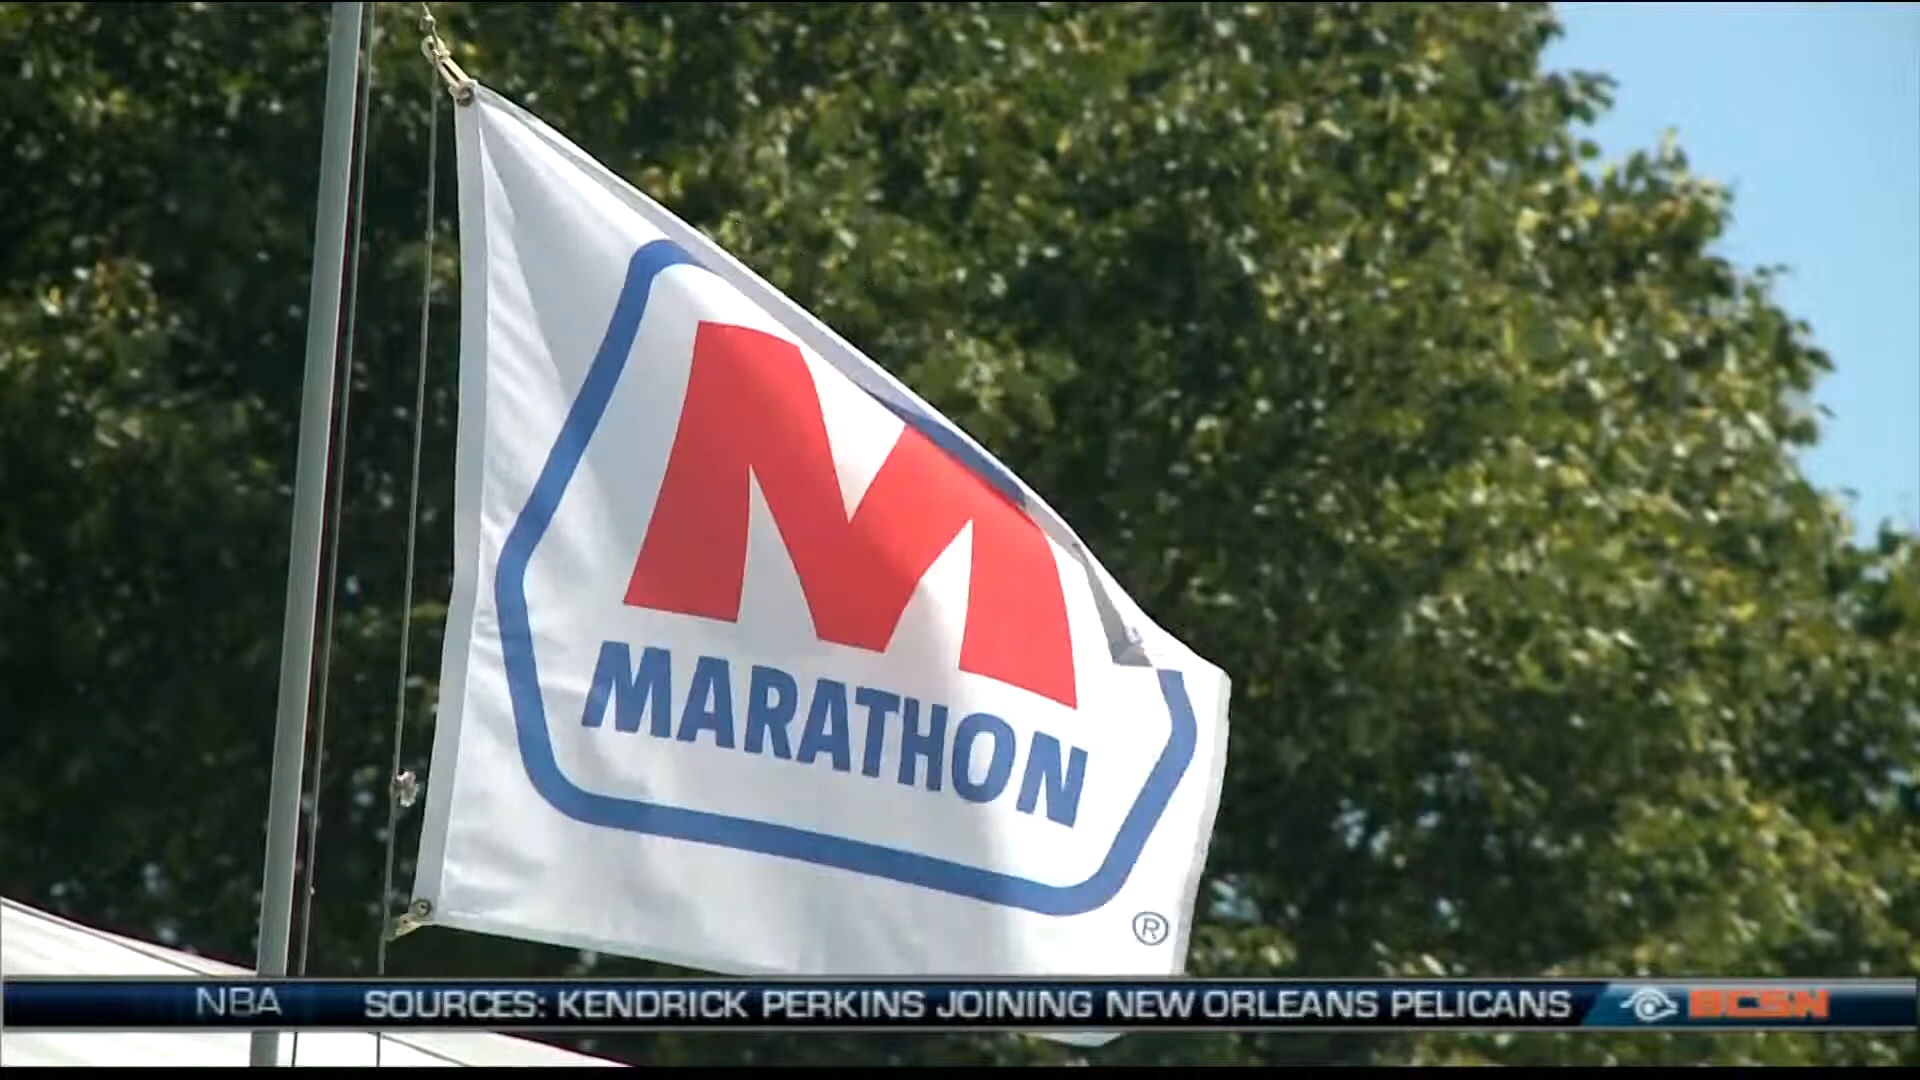 M
MARATHON
®
NBA SOURCES: KENDRICK PERKINS JOINING NEW ORLEANS PELICANS BCSN